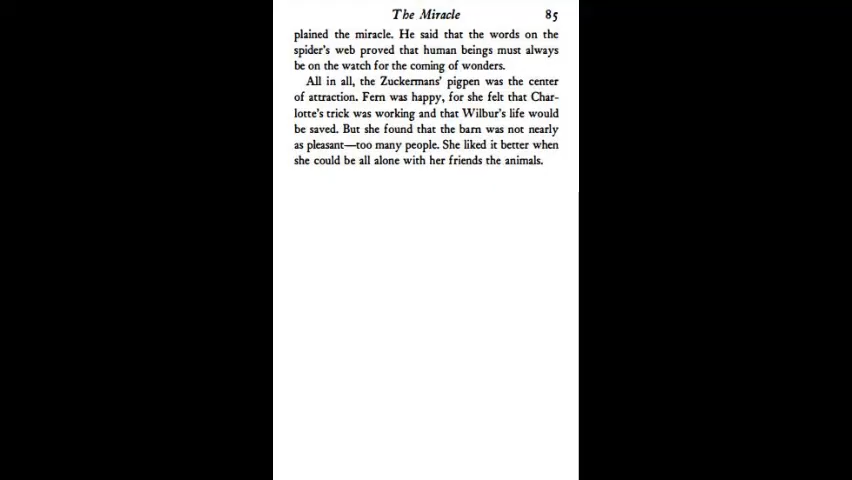 The Miracle 85
plained the miracle. He said that the words on the
spider's web proved that human beings must always
be on the watch for the coming of wonders.
All in all, the Zuckermans' pigpen was the center
of attraction. Fern was happy, for she felt that Char-
lotte's trick was working and that Wilbur's life would
be saved. But she found that the barn was not nearly
as pleasant—too many people. She liked it better when
she could be all alone with her friends the animals.